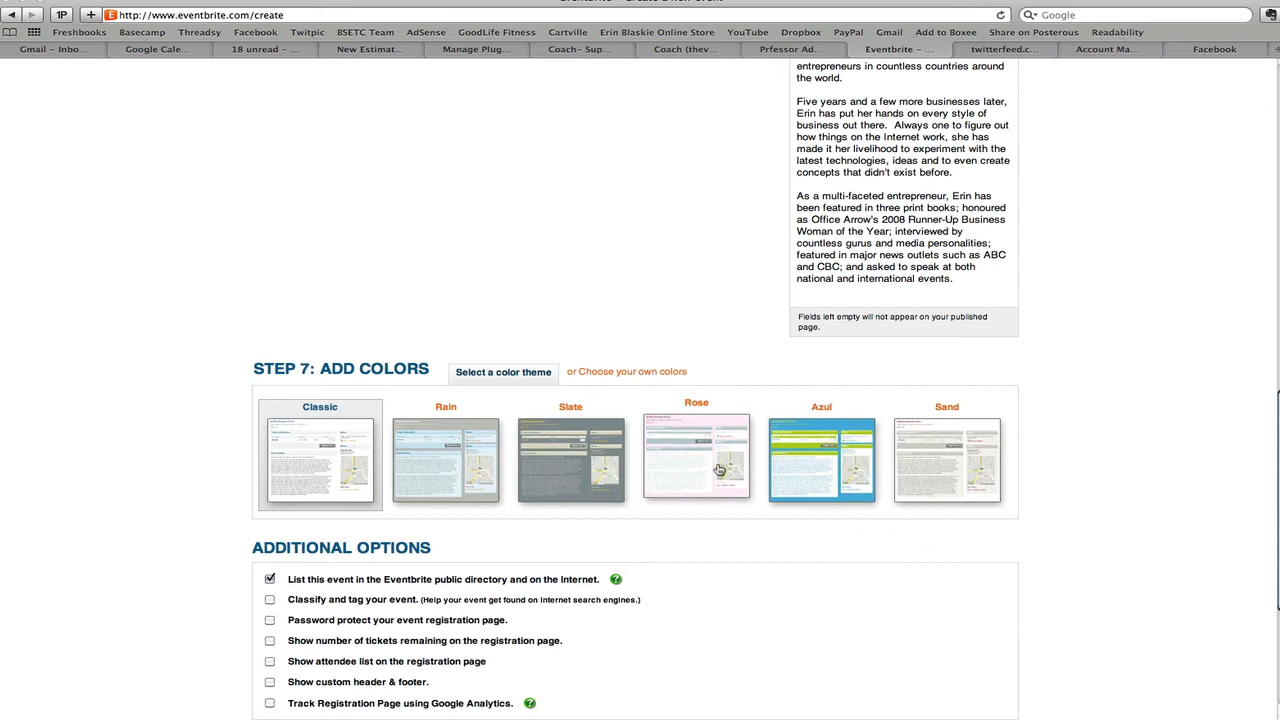 http://www.eventbrite.com/create
Google
1P
Freshbooks Basecamp Threadsy Facebook Twitpic BSETC Team AdSense GoodLife Fitness Cartville Erin Blaskie Online Store YouTube Dropbox PayPal Gmail Add to Boxee Share on Posterous Readability
Gmail – Inbo... Google Cale... 18 unread – ... New Estimat... Manage Plug... Coach– Sup... Coach (thev... Prfessor Ad... Eventbrite – ... twitterfeed.c... Account Ma... Facebook
entrepreneurs in countless countries around
the world.
Five years and a few more businesses later,
Erin has put her hands on every style of
business out there. Always one to figure out
how things on the Internet work, she has
made it her livelihood to experiment with the
latest technologies, ideas and to even create
concepts that didn't exist before.
As a multi-faceted entrepreneur, Erin has
been featured in three print books; honoured
as Office Arrow's 2008 Runner-Up Business
Woman of the Year; interviewed by
countless gurus and media personalities;
featured in major news outlets such as ABC
and CBC; and asked to speak at both
national and international events.
Fields left empty will not appear on your published
page.
STEP 7: ADD COLORS Select a color theme or Choose your own colors
Classic Rain Slate Rose Azul Sand
ADDITIONAL OPTIONS
List this event in the Eventbrite public directory and on the Internet. ?
Classify and tag your event. (Help your event get found on Internet search engines.)
Password protect your event registration page.
Show number of tickets remaining on the registration page.
Show attendee list on the registration page
Show custom header & footer.
Track Registration Page using Google Analytics. ?